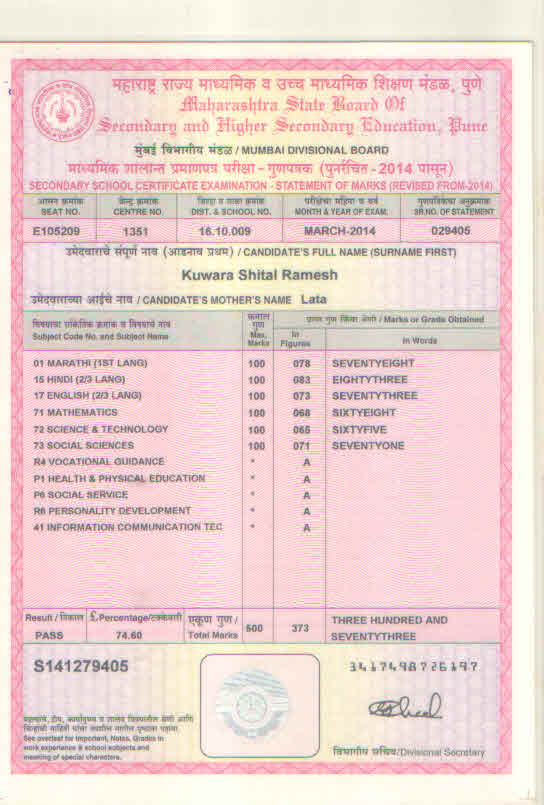 महाराष्ट्र राज्य माध्यमिक व उच्च माध्यमिक शिक्षण मंडळ, पुणे
Maharashtra State Board Of
Secondary and Higher Secondary Education, Pune
मुंबई विभागीय मंडळ / MUMBAI DIVISIONAL BOARD
माध्यमिक शालान्त प्रमाणपत्र परीक्षा - गुणपत्रक (पुनर्रचित - 2014 पासून)
SECONDARY SCHOOL CERTIFICATE EXAMINATION - STATEMENT OF MARKS (REVISED FROM-2014)
आसन क्रमांक केन्द्र क्रमांक जिल्हा व शाळा क्रमांक परीक्षेचा महिना व वर्ष गुणपत्रिकेचा अनुक्रमांक
SEAT NO. CENTRE NO. DIST. & SCHOOL NO. MONTH & YEAR OF EXAM. SR.NO. OF STATEMENT
E105209 1351 16.10.009 MARCH-2014 029405
उमेदवाराचे संपूर्ण नाव (आडनाव प्रथम) / CANDIDATE'S FULL NAME (SURNAME FIRST)
Kuwara Shital Ramesh
उमेदवाराच्या आईचे नाव / CANDIDATE'S MOTHER'S NAME Lata
विषयाचा सांकेतिक क्रमांक व विषयाचे नाव कमाल गुण प्राप्त गुण किंवा श्रेणी / Marks or Grade Obtained
Subject Code No. and Subject Name Max. Marks In Figures In Words
01 MARATHI (1ST LANG) 100 078 SEVENTYEIGHT
15 HINDI (2/3 LANG) 100 083 EIGHTYTHREE
17 ENGLISH (2/3 LANG) 100 073 SEVENTYTHREE
71 MATHEMATICS 100 068 SIXTYEIGHT
72 SCIENCE & TECHNOLOGY 100 065 SIXTYFIVE
73 SOCIAL SCIENCES 100 071 SEVENTYONE
R4 VOCATIONAL GUIDANCE * A
P1 HEALTH & PHYSICAL EDUCATION * A
P6 SOCIAL SERVICE * A
R6 PERSONALITY DEVELOPMENT * A
41 INFORMATION COMMUNICATION TEC * A
Result / निकाल £.Percentage/टक्केवारी एकूण गुण / 500 373 THREE HUNDRED AND
PASS 74.60 Total Marks SEVENTYTHREE
S141279405
3417498726197
महत्त्वाचे, टीप, कार्यानुभव व शालेय विषयातील श्रेणी आणि
See overleaf for Important, Notes, Grades in
work experience & school subjects and
meaning of special characters.
विभागीय सचिव/Divisional Secretary